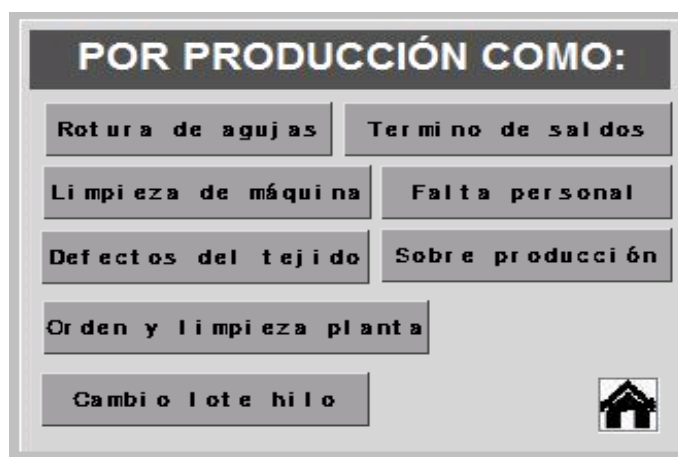 POR PRODUCCIÓN COMO:
Rotura de agujas
Termino de saldos
Limpieza de máquina
Falta personal
Defectos del tejido
Sobre producción
Orden y limpieza planta
Cambio lote hilo